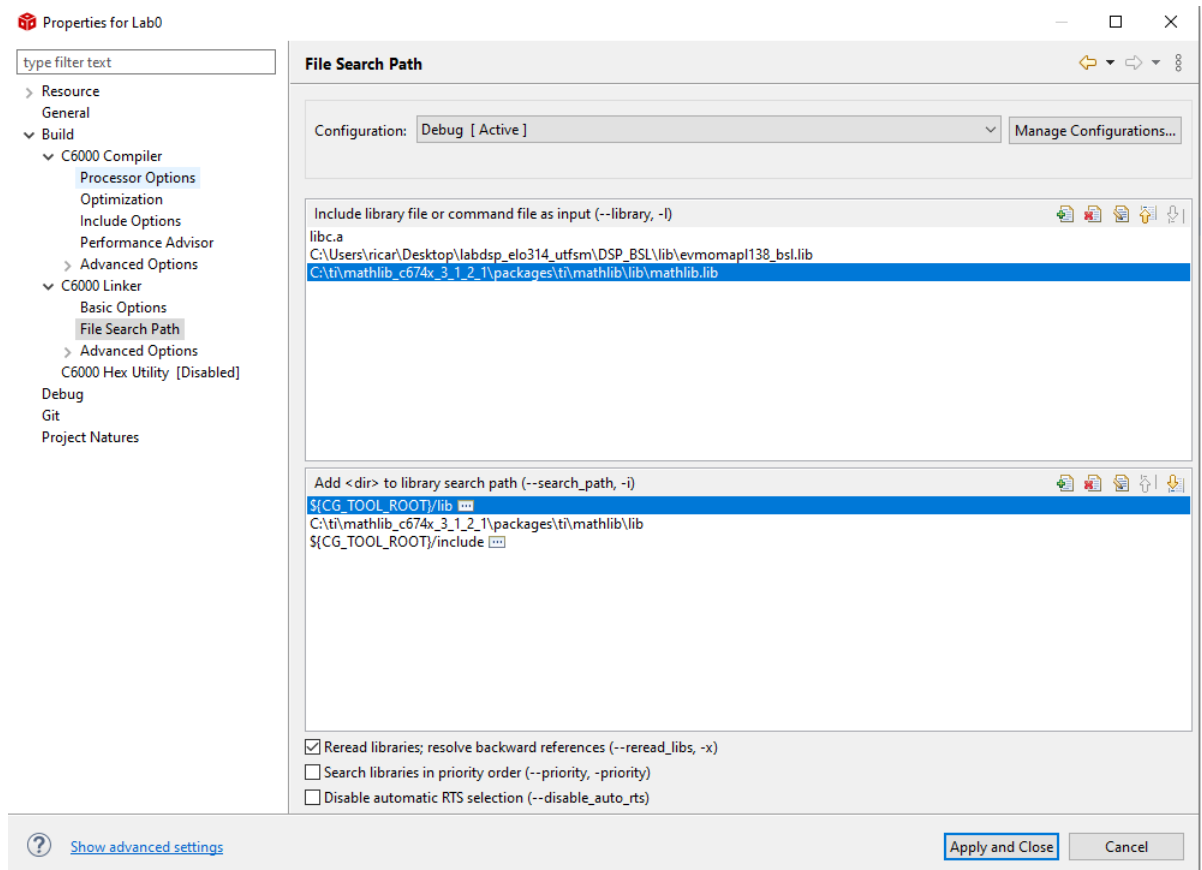 Properties for Lab0
type filter text
Resource
General
Build
C6000 Compiler
Processor Options
Optimization
Include Options
Performance Advisor
Advanced Options
C6000 Linker
Basic Options
File Search Path
Advanced Options
C6000 Hex Utility [Disabled]
Debug
Git
Project Natures
File Search Path
Configuration: Debug [ Active ] Manage Configurations...
Include library file or command file as input (--library, -l)
libc.a
C:\Users\ricar\Desktop\labdsp_elo314_utfsm\DSP_BSL\lib\evmomapl138_bsl.lib
C:\ti\mathlib_c674x_3_1_2_1\packages\ti\mathlib\lib\mathlib.lib
Add <dir> to library search path (--search_path, -i)
${CG_TOOL_ROOT}/lib
C:\ti\mathlib_c674x_3_1_2_1\packages\ti\mathlib\lib
${CG_TOOL_ROOT}/include
Reread libraries; resolve backward references (--reread_libs, -x)
Search libraries in priority order (--priority, -priority)
Disable automatic RTS selection (--disable_auto_rts)
Show advanced settings
Apply and Close Cancel